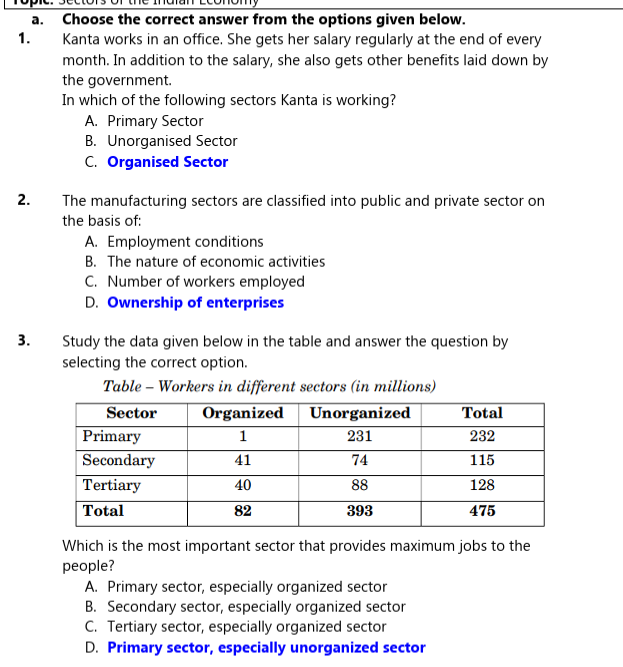 Topic: Sectors of the Indian Economy
a. Choose the correct answer from the options given below.
1. Kanta works in an office. She gets her salary regularly at the end of every
month. In addition to the salary, she also gets other benefits laid down by
the government.
In which of the following sectors Kanta is working?
A. Primary Sector
B. Unorganised Sector
C. Organised Sector
2. The manufacturing sectors are classified into public and private sector on
the basis of:
A. Employment conditions
B. The nature of economic activities
C. Number of workers employed
D. Ownership of enterprises
3. Study the data given below in the table and answer the question by
selecting the correct option.
Table – Workers in different sectors (in millions)
Sector Organized Unorganized Total
Primary 1 231 232
Secondary 41 74 115
Tertiary 40 88 128
Total 82 393 475
Which is the most important sector that provides maximum jobs to the
people?
A. Primary sector, especially organized sector
B. Secondary sector, especially organized sector
C. Tertiary sector, especially organized sector
D. Primary sector, especially unorganized sector